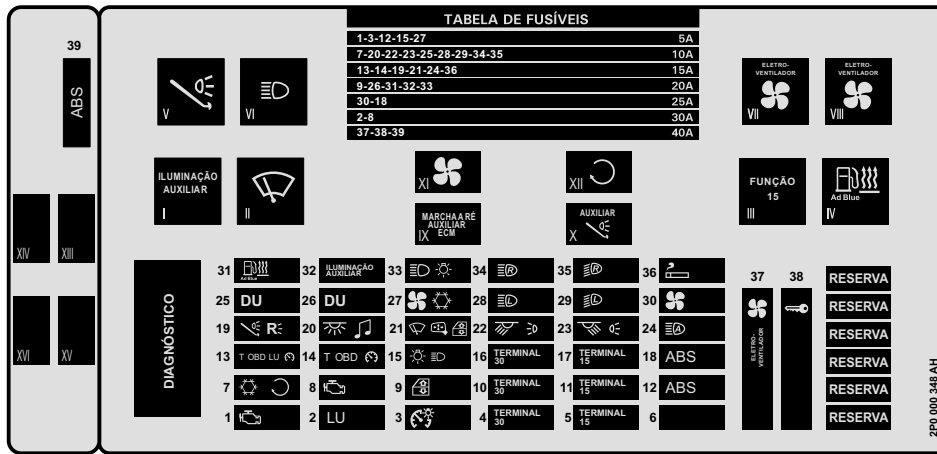 TABELA DE FUSÍVEIS
1-3-12-15-27 5A
7-20-22-23-25-28-29-34-35 10A
13-14-19-21-24-36 15A
9-26-31-32-33 20A
30-18 25A
2-8 30A
37-38-39 40A
39
ABS
V
VI
ELETRO-
VENTILADOR
VII
ELETRO-
VENTILADOR
VIII
ILUMINAÇÃO
AUXILIAR
I
II
XI
XII
FUNÇÃO
15
III
Ad Blue
IV
MARCHA A RÉ
AUXILIAR
ECM
IX
AUXILIAR
X
XIV
XIII
XVI
XV
DIAGNÓSTICO
31 Ad Blue 32 ILUMINAÇÃO
AUXILIAR
33 34 R 35 R 36
25 DU 26 DU 27 28 L 29 L 30
19 R 20 21 22 23 24 A
13 T OBD LU 14 T OBD 15 16 TERMINAL
30
17 TERMINAL
15
18 ABS
7 8 9 10 TERMINAL
30
11 TERMINAL
15
12 ABS
1 2 LU 3 4 TERMINAL
30
5 TERMINAL
15
6
37 38
ELETRO-
VENTILADOR
RESERVA
RESERVA
RESERVA
RESERVA
RESERVA
RESERVA
2P0 000 348 AH